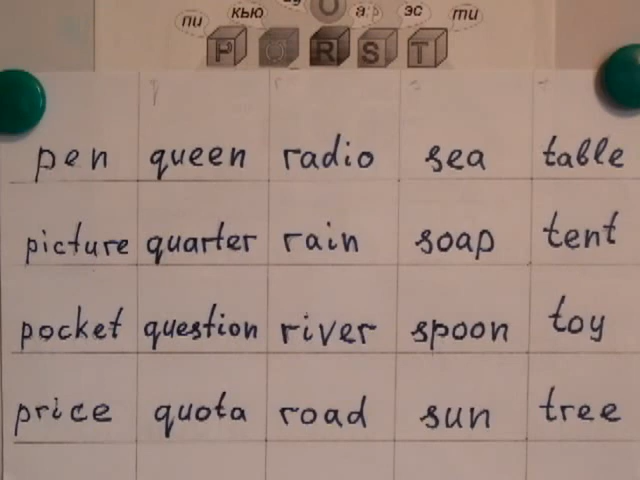 O
пи кью ар эс ти
P Q R S T
pen queen radio sea table
picture quarter rain soap tent
pocket question river spoon toy
price quota road sun tree